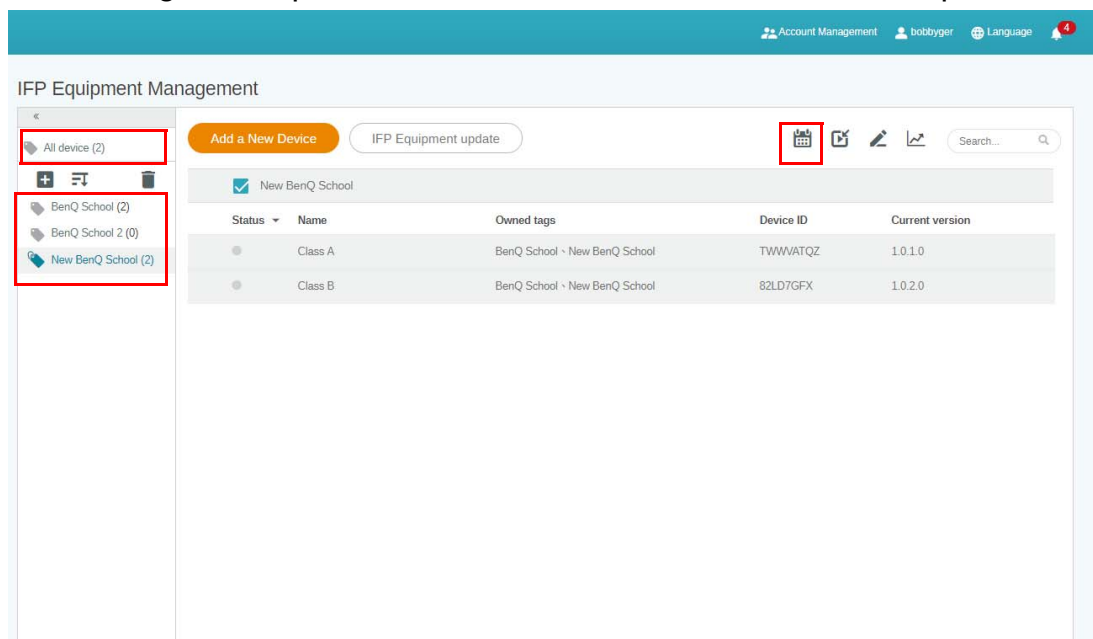 Account Management bobbyger Language 4
IFP Equipment Management
«
All device (2)
Add a New Device IFP Equipment update Search...
BenQ School (2)
BenQ School 2 (0)
New BenQ School (2)
New BenQ School
Status Name Owned tags Device ID Current version
Class A BenQ School、New BenQ School TWWVATQZ 1.0.1.0
Class B BenQ School、New BenQ School 82LD7GFX 1.0.2.0